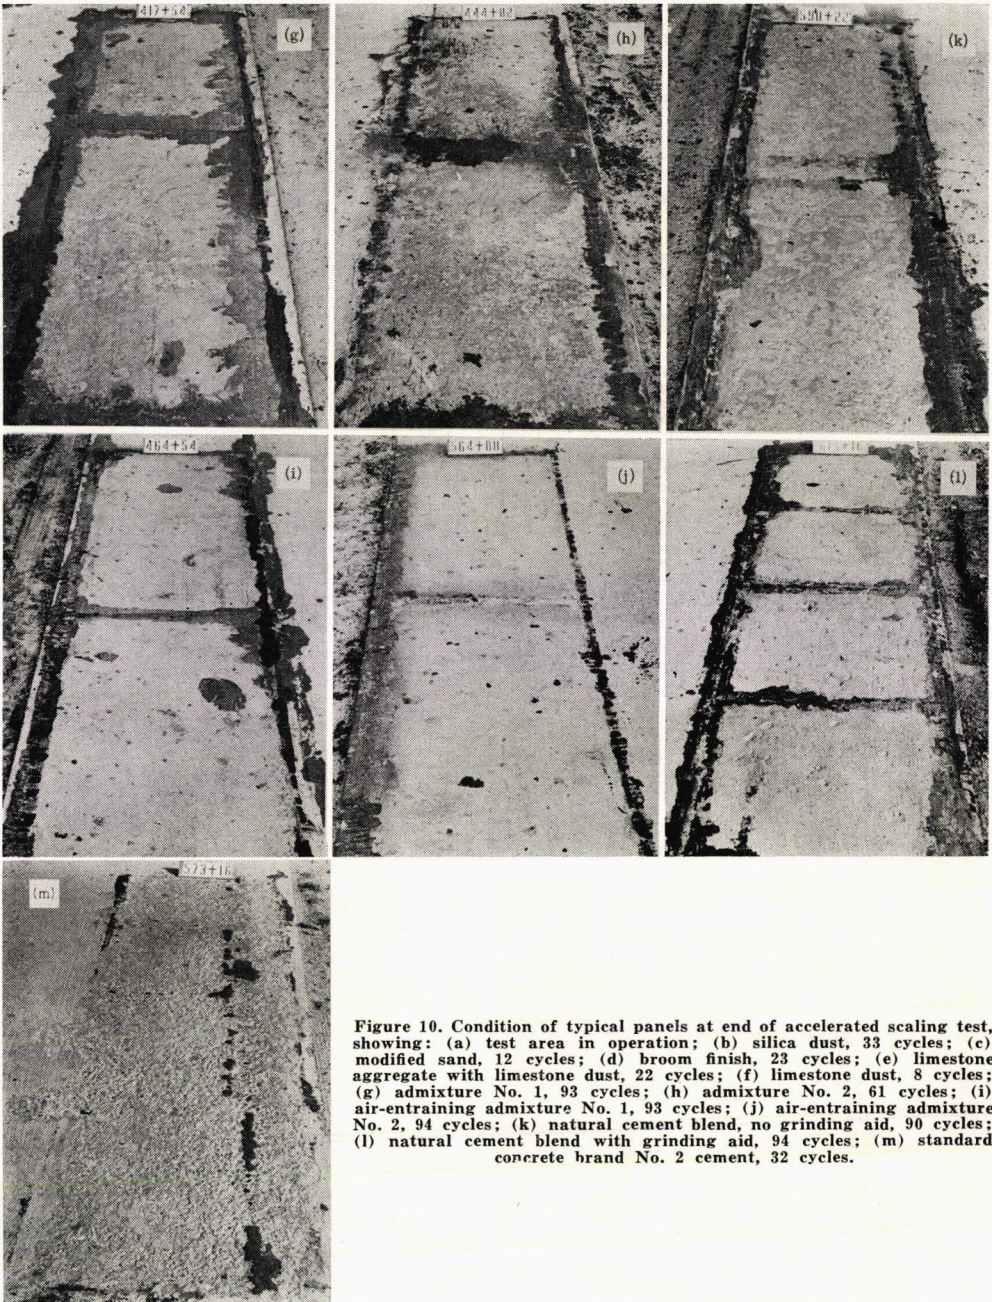 417+54
(g)
444+02
(h)
590+22
(k)
464+54
(i)
564+08
(j)
(l)
573+16
(m)
Figure 10. Condition of typical panels at end of accelerated scaling test,
showing: (a) test area in operation; (b) silica dust, 33 cycles; (c)
modified sand, 12 cycles; (d) broom finish, 23 cycles; (e) limestone
aggregate with limestone dust, 22 cycles; (f) limestone dust, 8 cycles;
(g) admixture No. 1, 93 cycles; (h) admixture No. 2, 61 cycles; (i)
air-entraining admixture No. 1, 93 cycles; (j) air-entraining admixture
No. 2, 94 cycles; (k) natural cement blend, no grinding aid, 90 cycles;
(l) natural cement blend with grinding aid, 94 cycles; (m) standard
concrete brand No. 2 cement, 32 cycles.